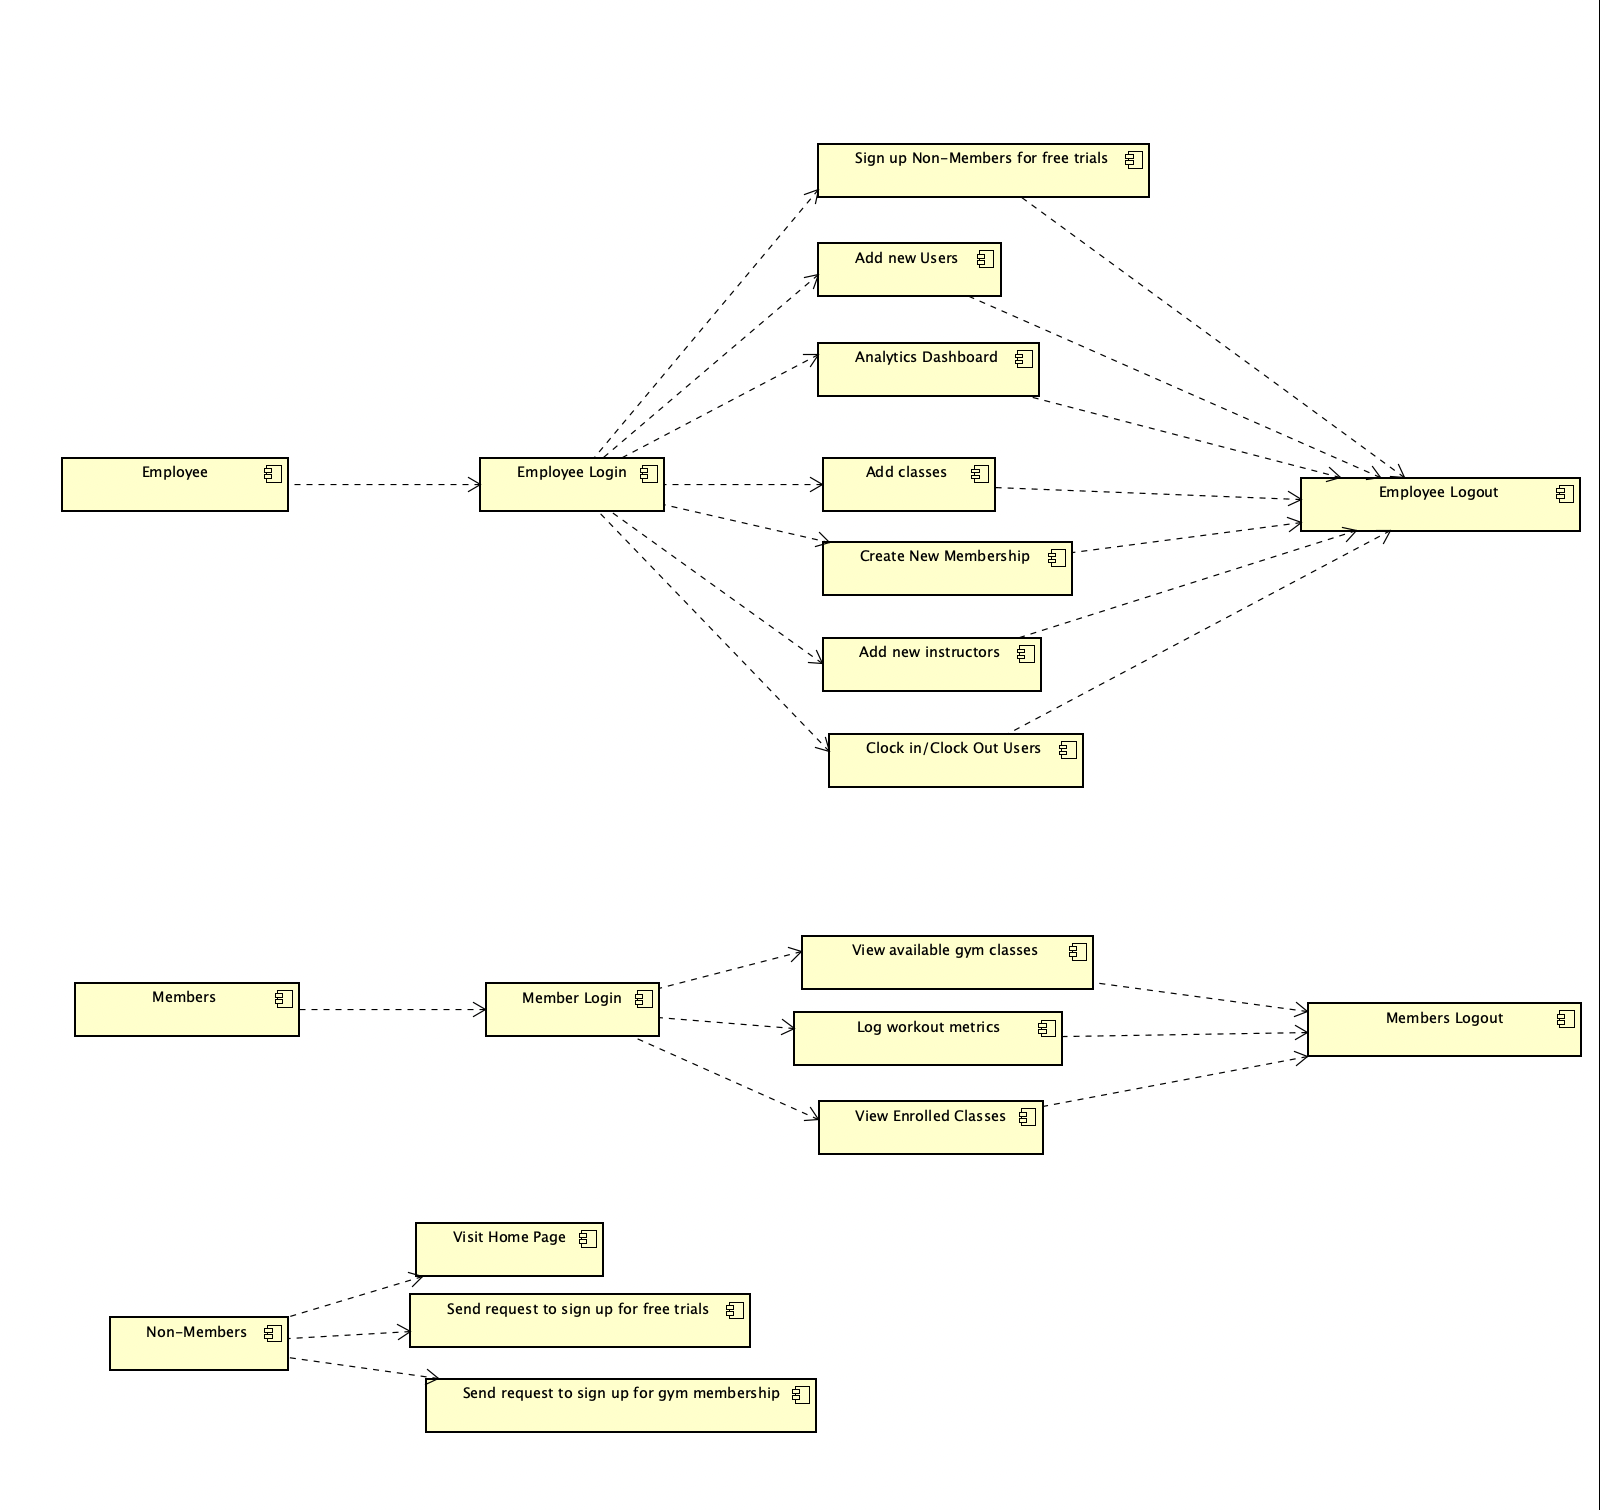 Sign up Non-Members for free trials
Add new Users
Analytics Dashboard
Employee
Employee Login
Add classes
Employee Logout
Create New Membership
Add new instructors
Clock in/Clock Out Users
View available gym classes
Members
Member Login
Log workout metrics
Members Logout
View Enrolled Classes
Visit Home Page
Send request to sign up for free trials
Non-Members
Send request to sign up for gym membership